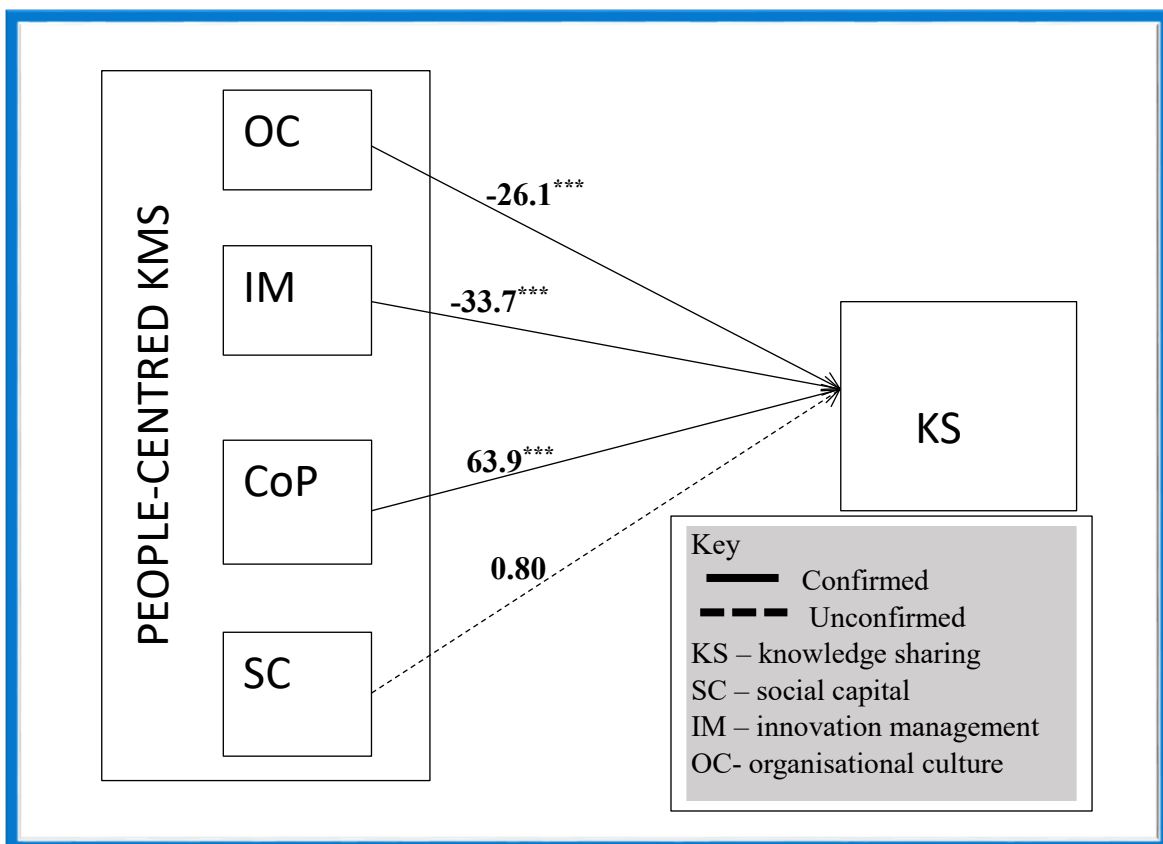 PEOPLE-CENTRED KMS
OC
IM
CoP
SC
-26.1***
-33.7***
63.9***
0.80
KS
Key
Confirmed
Unconfirmed
KS – knowledge sharing
SC – social capital
IM – innovation management
OC- organisational culture